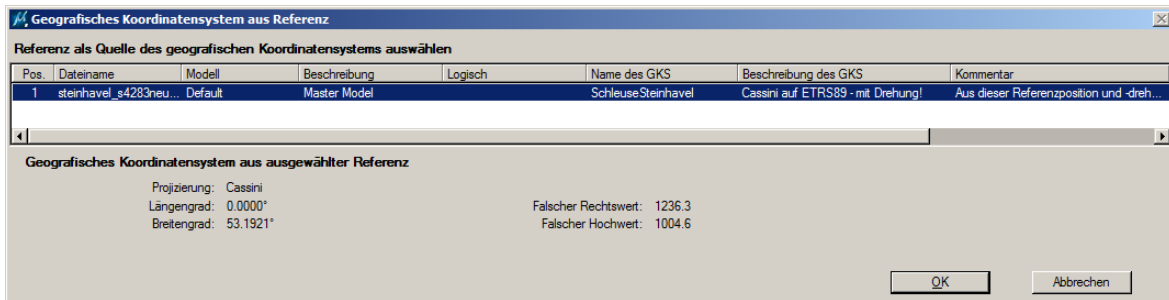 Geografisches Koordinatensystem aus Referenz
Referenz als Quelle des geografischen Koordinatensystems auswählen
Pos. Dateiname Modell Beschreibung Logisch Name des GKS Beschreibung des GKS Kommentar
1 steinhavel_s4283neu... Default Master Model SchleuseSteinhavel Cassini auf ETRS89 - mit Drehung! Aus dieser Referenzposition und -dreh...
Geografisches Koordinatensystem aus ausgewählter Referenz
Projizierung: Cassini
Längengrad: 0.0000° Falscher Rechtswert: 1236.3
Breitengrad: 53.1921° Falscher Hochwert: 1004.6
OK Abbrechen